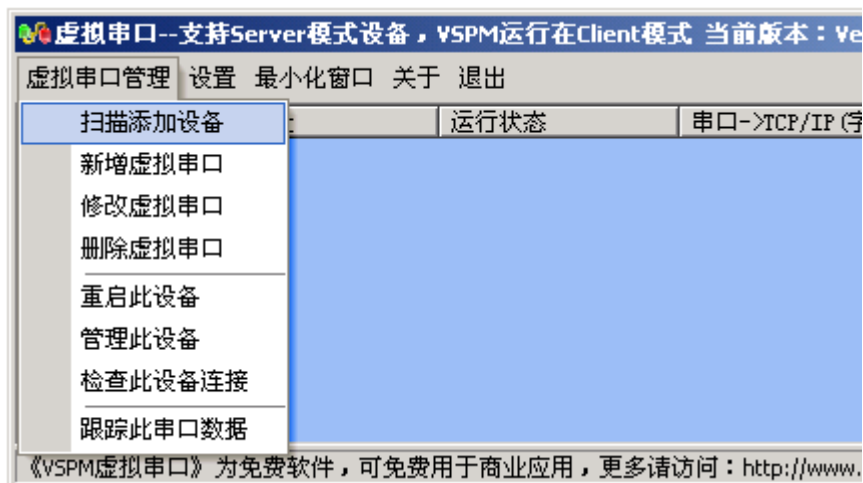 虚拟串口--支持Server模式设备，VSPM运行在Client模式 当前版本：Ve
虚拟串口管理 设置 最小化窗口 关于 退出
运行状态 串口->TCP/IP(字
扫描添加设备
新增虚拟串口
修改虚拟串口
删除虚拟串口
重启此设备
管理此设备
检查此设备连接
跟踪此串口数据
《VSPM虚拟串口》为免费软件，可免费用于商业应用，更多请访问：http://www.